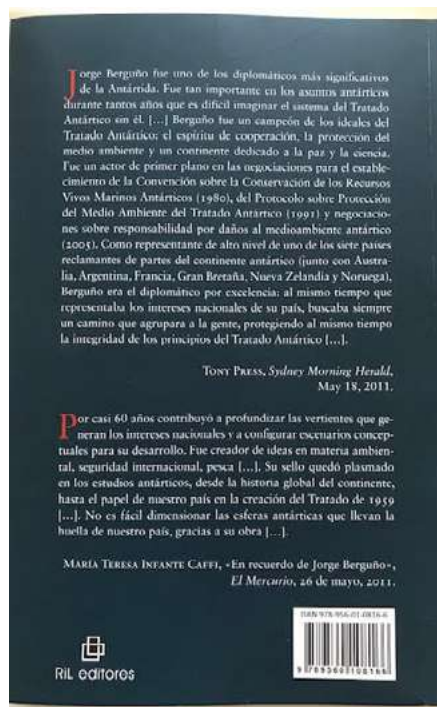 Jorge Berguño fue uno de los diplomáticos más significativos
de la Antártida. Fue tan importante en los asuntos antárticos
durante tantos años que es difícil imaginar el sistema del Tratado
Antártico sin él. [...] Berguño fue un campeón de los ideales del
Tratado Antártico: el espíritu de cooperación, la protección del
medio ambiente y un continente dedicado a la paz y la ciencia.
Fue un actor de primer plano en las negociaciones para el estable-
cimiento de la Convención sobre la Conservación de los Recursos
Vivos Marinos Antárticos (1980), del Protocolo sobre Protección
del Medio Ambiente del Tratado Antártico (1991) y negociacio-
nes sobre responsabilidad por daños al medioambiente antártico
(2005). Como representante de alto nivel de uno de los siete países
reclamantes de partes del continente antártico (junto con Austra-
lia, Argentina, Francia, Gran Bretaña, Nueva Zelandia y Noruega),
Berguño era el diplomático por excelencia: al mismo tiempo que
representaba los intereses nacionales de su país, buscaba siempre
un camino que agrupara a la gente, protegiendo al mismo tiempo
la integridad de los principios del Tratado Antártico [...].
Tony Press, Sydney Morning Herald,
May 18, 2011.
Por casi 60 años contribuyó a profundizar las vertientes que ge-
neran los intereses nacionales y a configurar escenarios concep-
tuales para su desarrollo. Fue creador de ideas en materia ambien-
tal, seguridad internacional, pesca [...]. Su sello quedó plasmado
en los estudios antárticos, desde la historia global del continente,
hasta el papel de nuestro país en la creación del Tratado de 1959
[...]. No es fácil dimensionar las esferas antárticas que llevan la
huella de nuestro país, gracias a su obra [...].
María Teresa Infante Caffi, «En recuerdo de Jorge Berguño»,
El Mercurio, 26 de mayo, 2011.
ISBN 978-956-01-0816-6
9 789560 108166
RiL editores